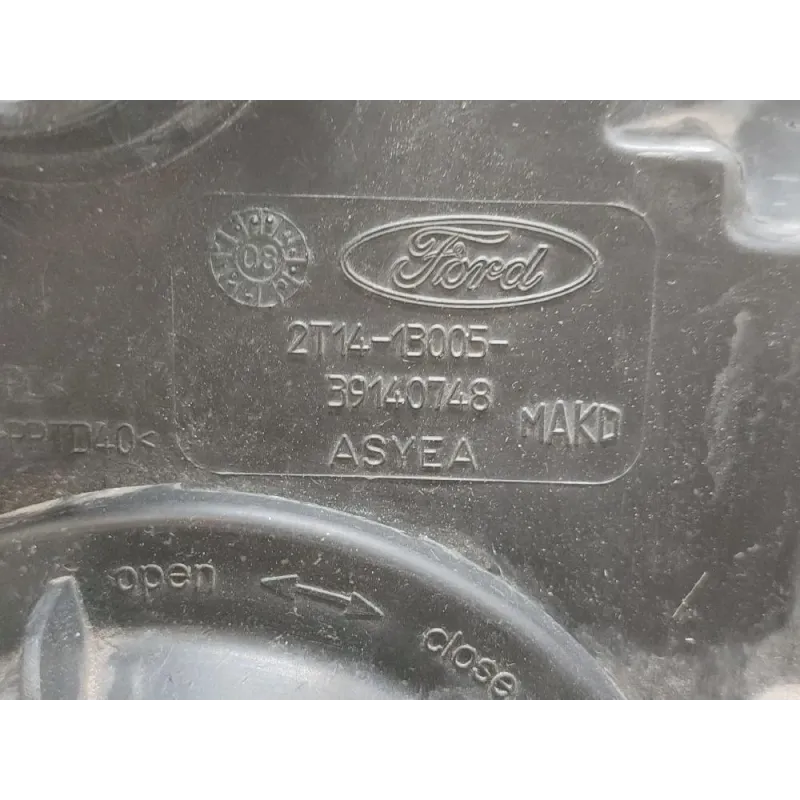 08
Ford
2T14-13005-
39140748
MAKO
ASYEA
PPTD40<
open
close